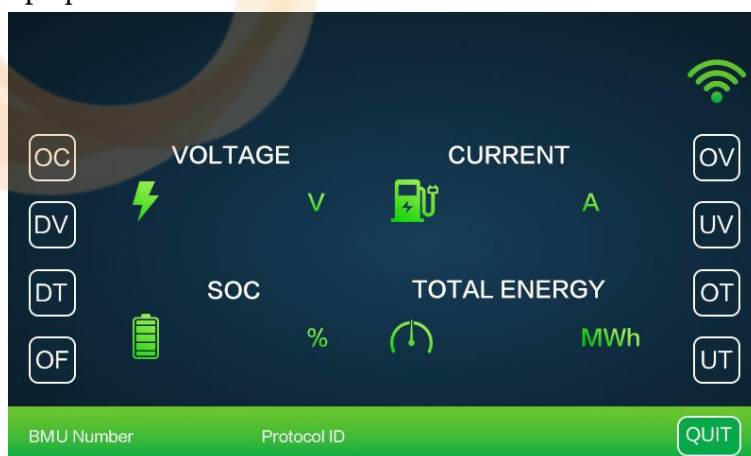 OC VOLTAGE CURRENT OV
DV V A UV
DT SOC TOTAL ENERGY OT
OF % MWh UT
BMU Number Protocol ID QUIT